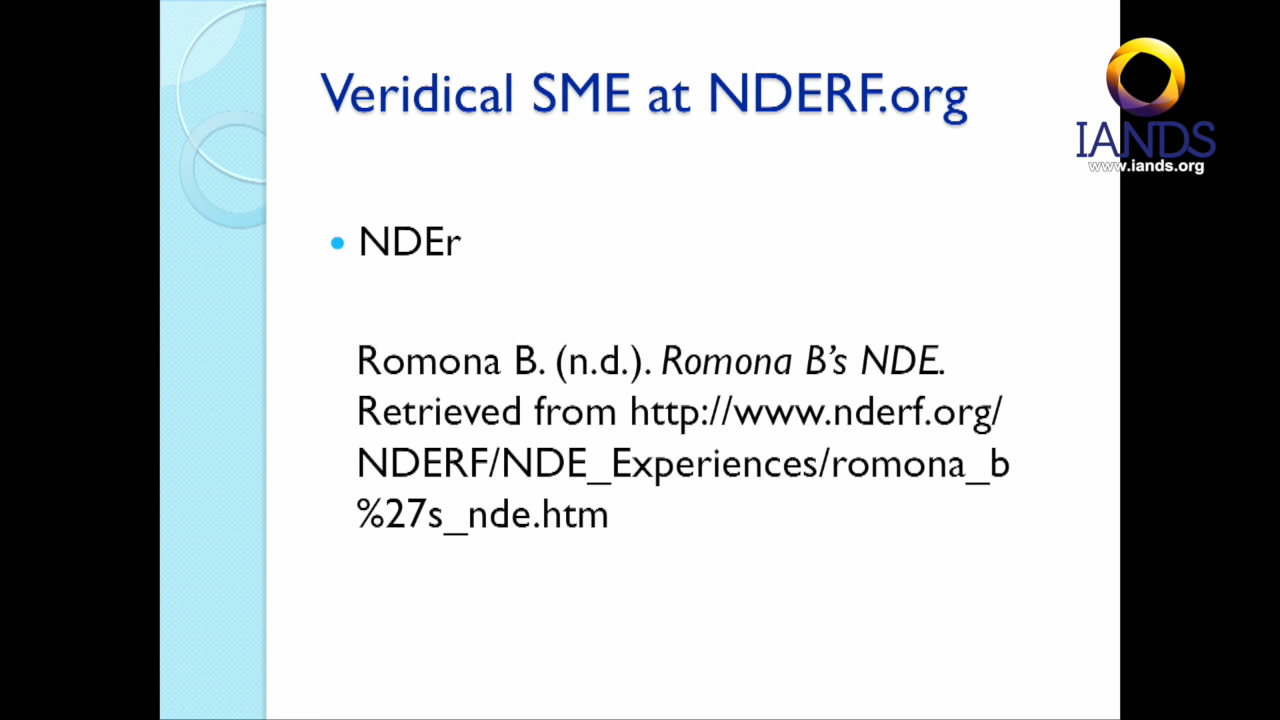 Veridical SME at NDERF.org
IANDS
www.iands.org
• NDEr
Romona B. (n.d.). Romona B’s NDE.
Retrieved from http://www.nderf.org/
NDERF/NDE_Experiences/romona_b
%27s_nde.htm